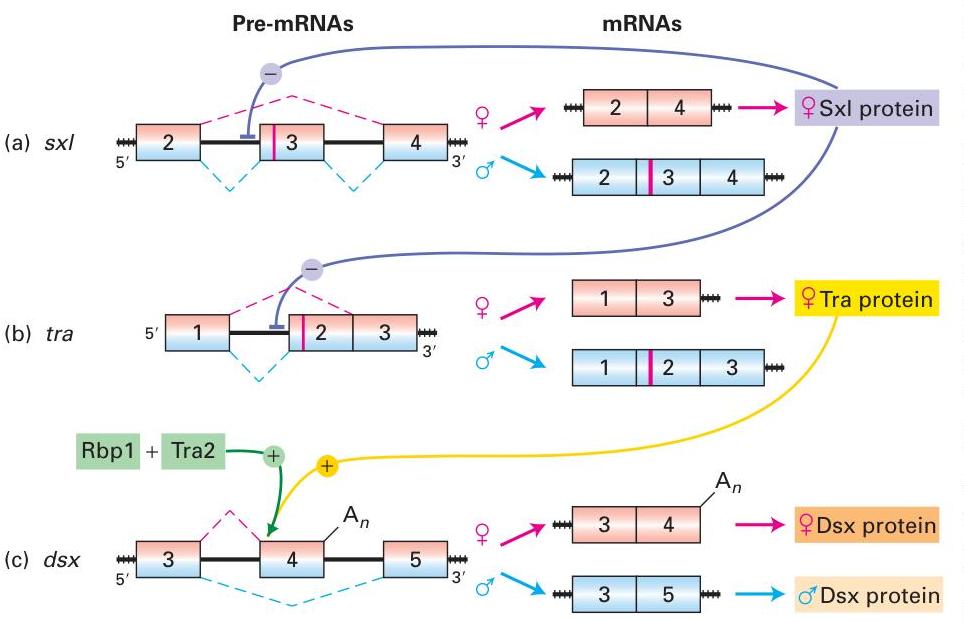 Pre-mRNAs mRNAs
(a) sxl 5′ 2 3 4 3′ − ♀ 2 4 ♀Sxl protein
♂ 2 3 4
(b) tra 5′ 1 2 3 3′ − ♀ 1 3 ♀Tra protein
♂ 1 2 3
Rbp1 + Tra2 + +
(c) dsx 5′ 3 4 An 5 3′ ♀ 3 4 An ♀Dsx protein
♂ 3 5 ♂Dsx protein